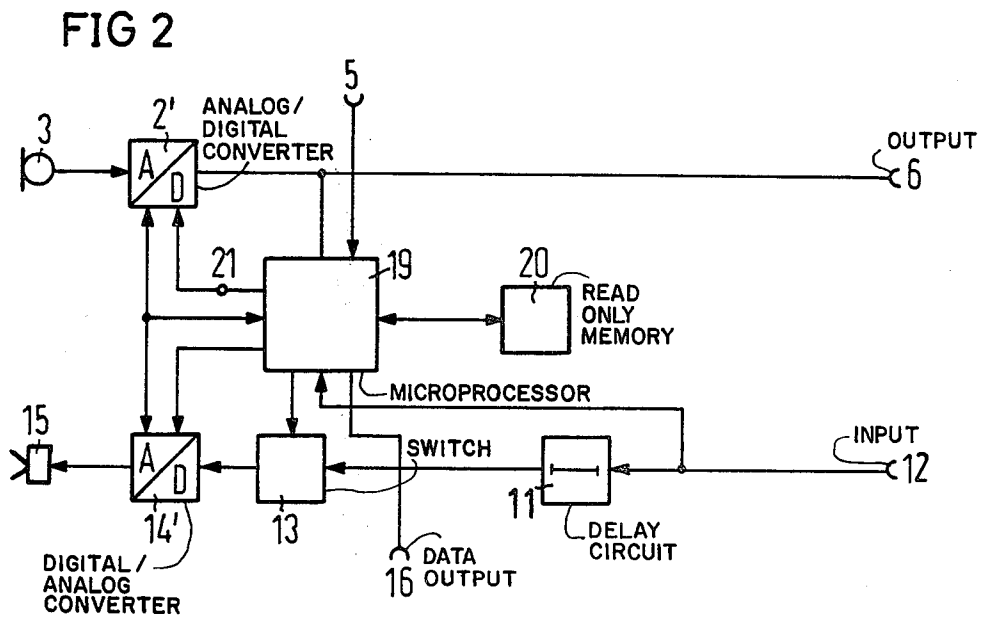 FIG 2
5
2'
ANALOG/
DIGITAL
CONVERTER
3
A
D
OUTPUT
6
21
19
20
READ
ONLY
MEMORY
MICROPROCESSOR
15
A
D
14'
SWITCH
13
11
INPUT
12
DELAY
CIRCUIT
DIGITAL/
ANALOG
CONVERTER
16
DATA
OUTPUT